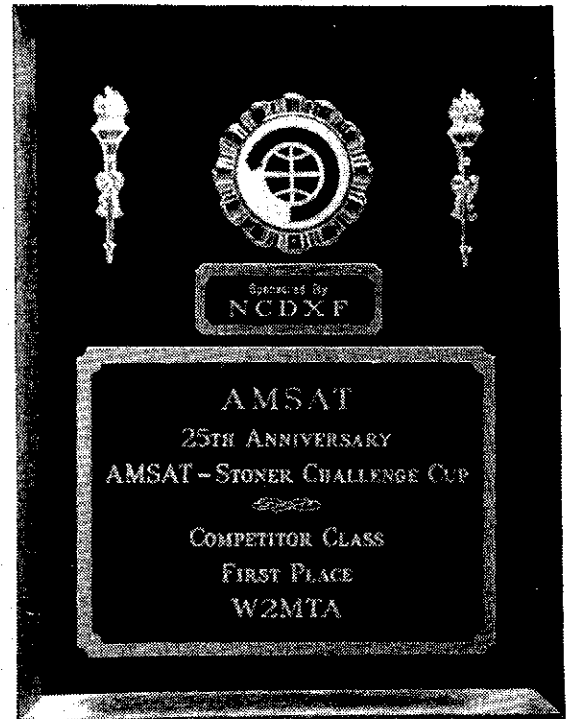 Sponsored By
NCDXF
AMSAT
25TH ANNIVERSARY
AMSAT-STONER CHALLENGE CUP
COMPETITOR CLASS
FIRST PLACE
W2MTA